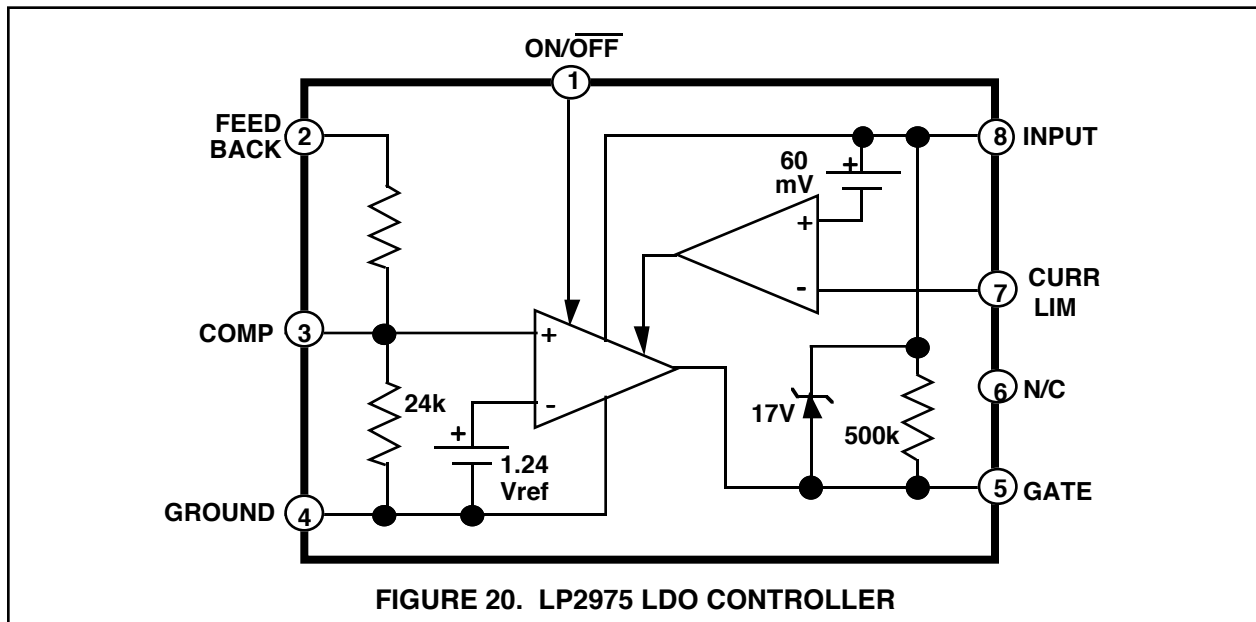 ON/OFF
1
FEED
BACK
2
8
INPUT
60
mV
+
+
-
7
CURR
LIM
COMP
3
+
-
24k
+
1.24
Vref
17V
500k
6
N/C
5
GATE
GROUND
4
FIGURE 20. LP2975 LDO CONTROLLER